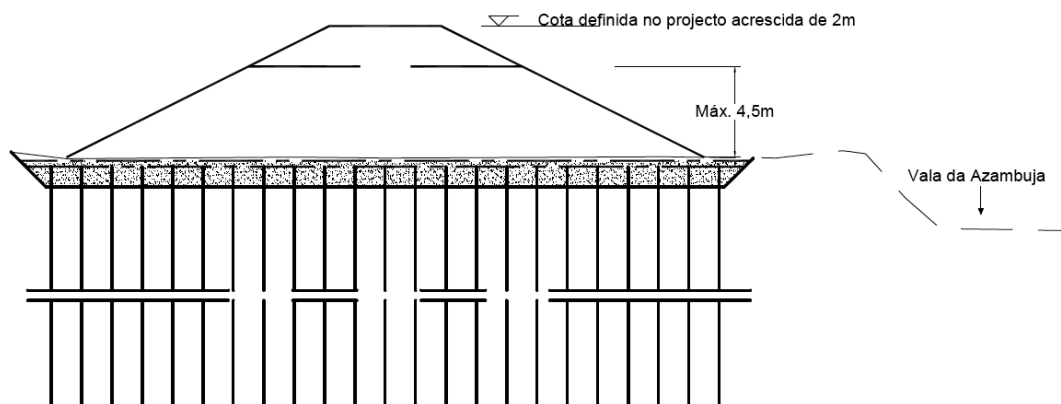 Cota definida no projecto acrescida de 2m
Máx. 4,5m
Vala da Azambuja